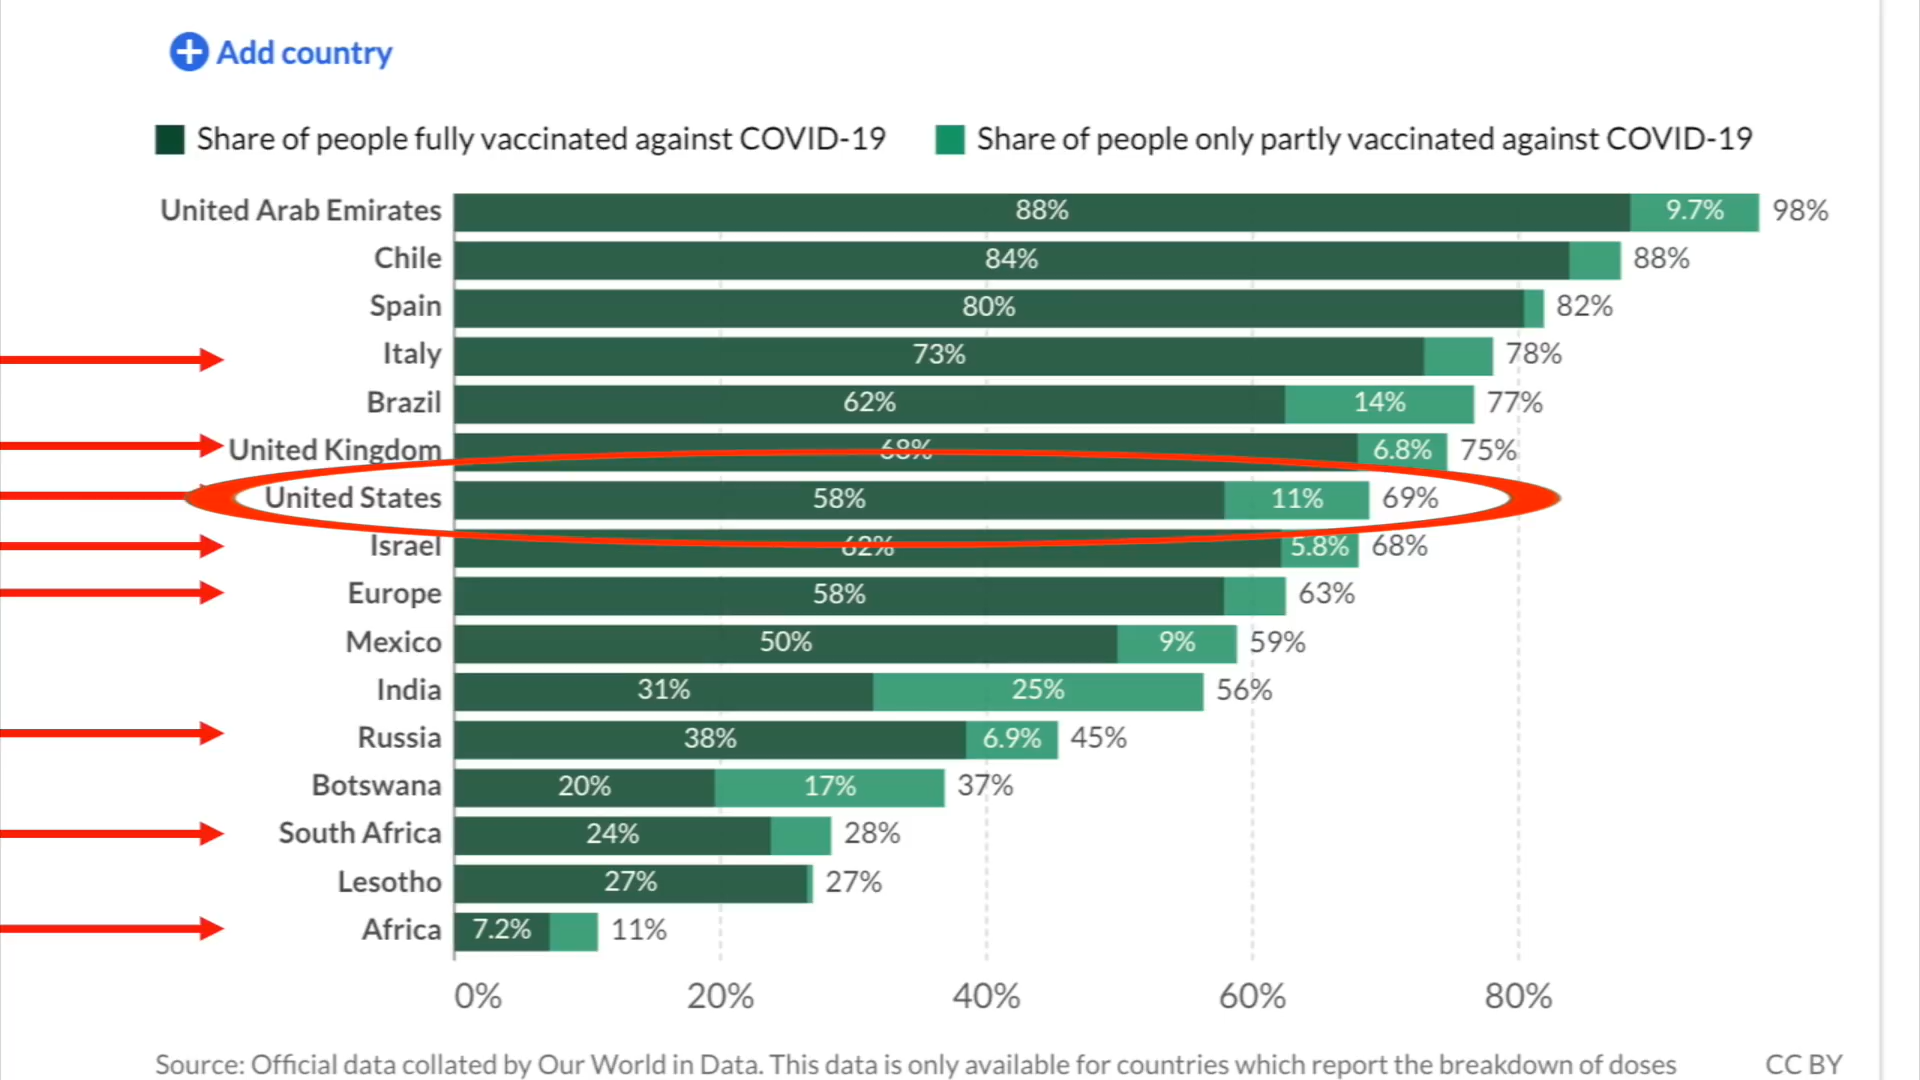 Add country
Share of people fully vaccinated against COVID-19 Share of people only partly vaccinated against COVID-19
United Arab Emirates 88% 9.7% 98%
Chile 84% 88%
Spain 80% 82%
Italy 73% 78%
Brazil 62% 14% 77%
United Kingdom 68% 6.8% 75%
United States 58% 11% 69%
Israel 62% 5.8% 68%
Europe 58% 63%
Mexico 50% 9% 59%
India 31% 25% 56%
Russia 38% 6.9% 45%
Botswana 20% 17% 37%
South Africa 24% 28%
Lesotho 27% 27%
Africa 7.2% 11%
0% 20% 40% 60% 80%
Source: Official data collated by Our World in Data. This data is only available for countries which report the breakdown of doses CC BY